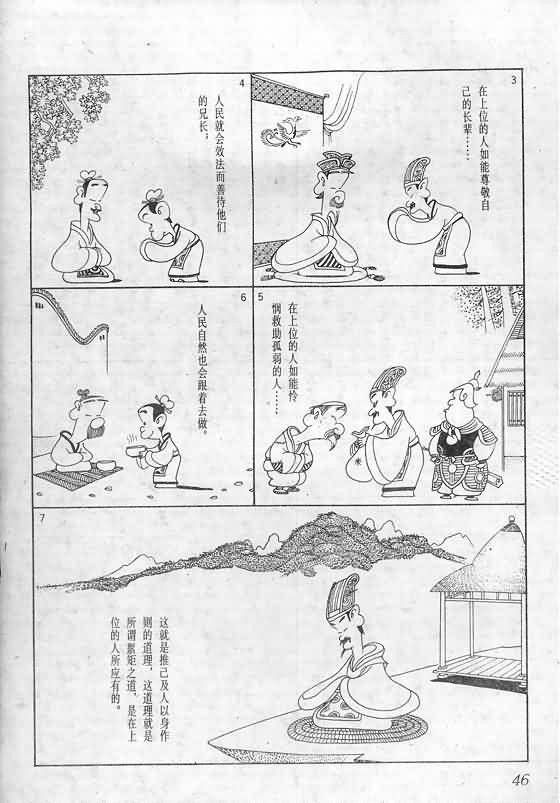 3
在上位的人如能尊敬自
己的长辈……
4
人民就会效法而善待他们
的兄长；
5
在上位的人如能怜
悯救助孤弱的人……
米
6
人民自然也会跟着去做。
7
这就是推己及人以身作
则的道理，这道理就是
所谓絜矩之道，是在上
位的人所应有的。
46